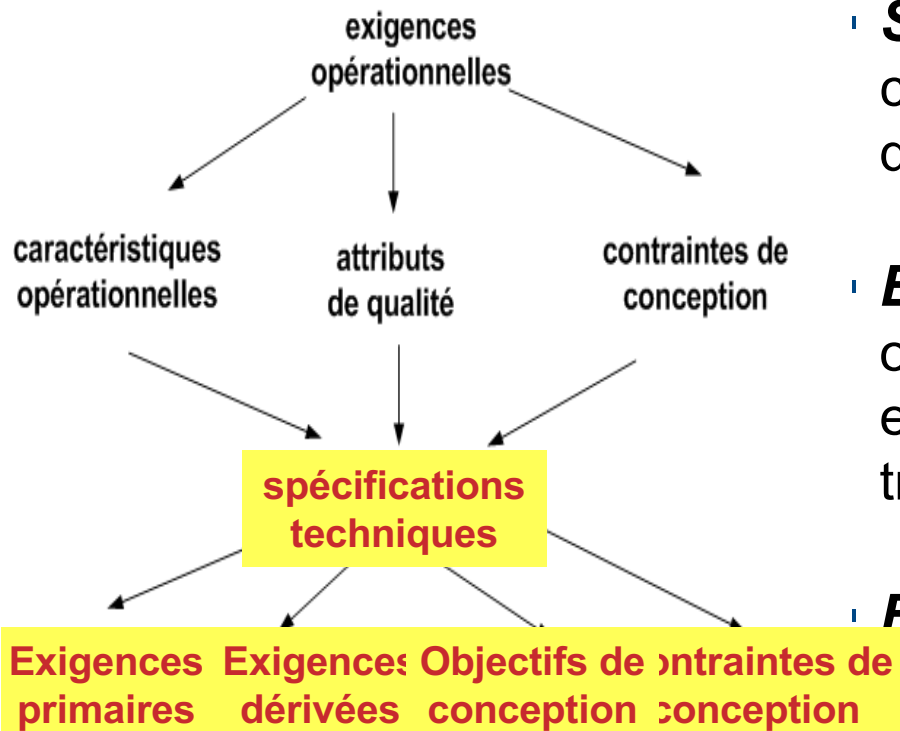 exigences
opérationnelles
caractéristiques
opérationnelles
attributs
de qualité
contraintes de
conception
spécifications
techniques
Exigences
primaires
Exigences
dérivées
Objectifs de
conception
ontraintes de
conception